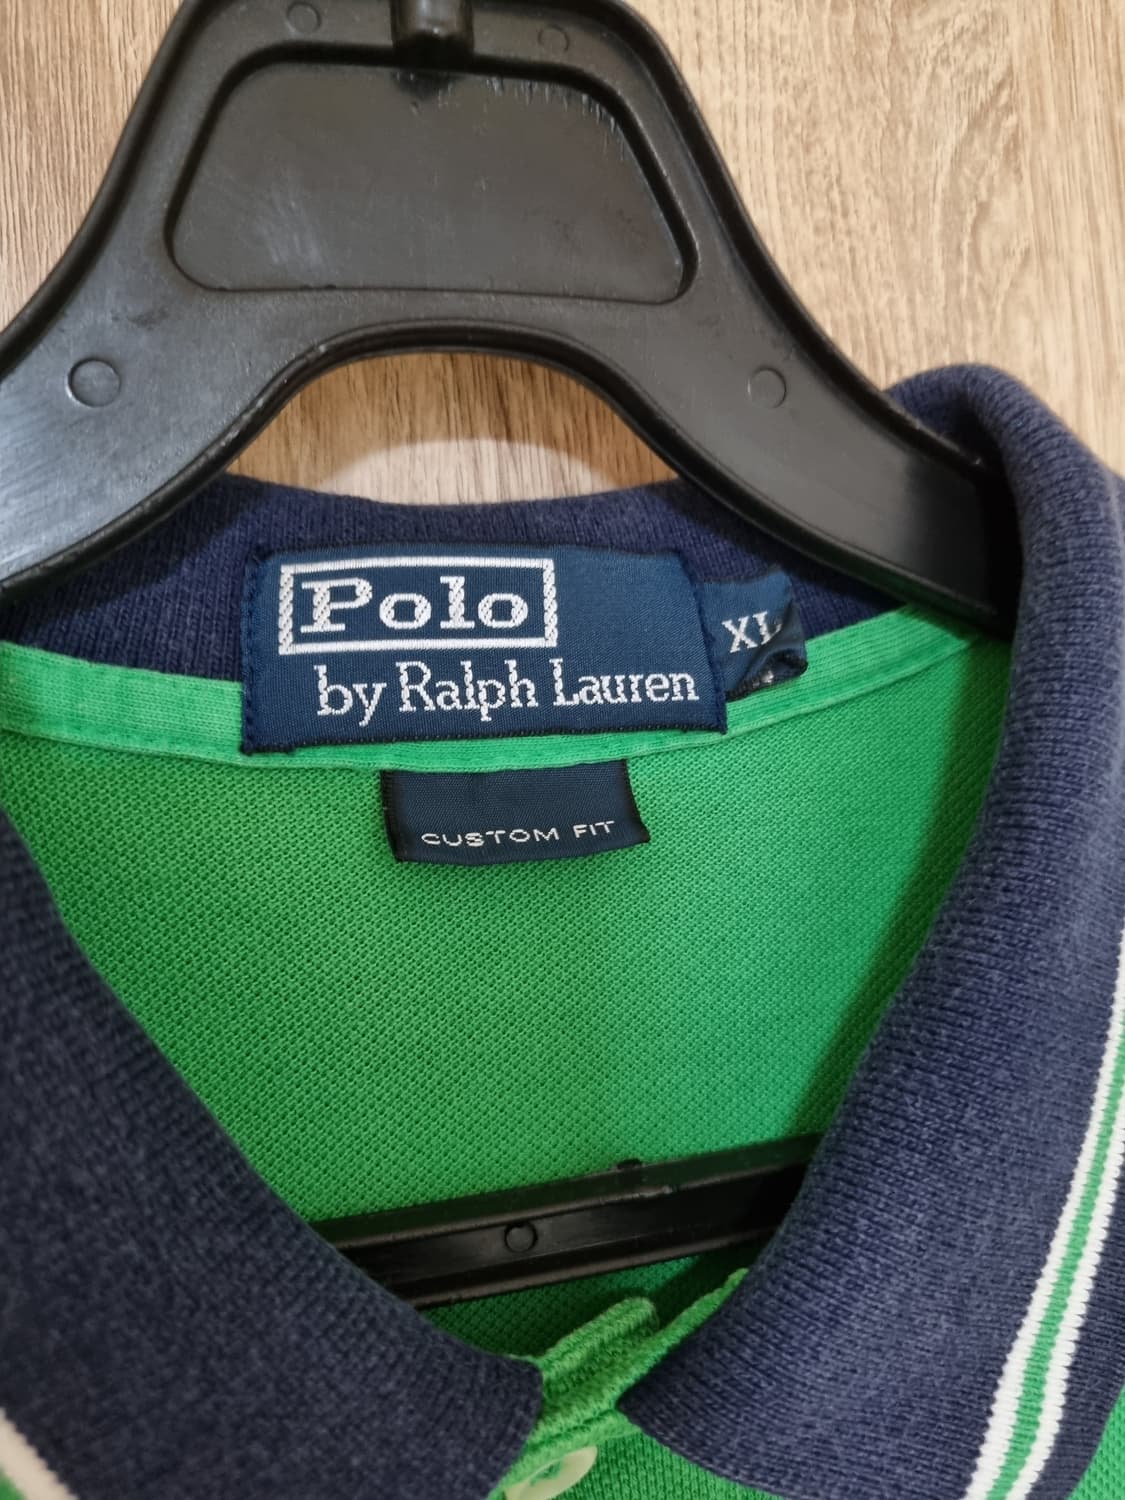 Polo
by Ralph Lauren
XL
CUSTOM FIT